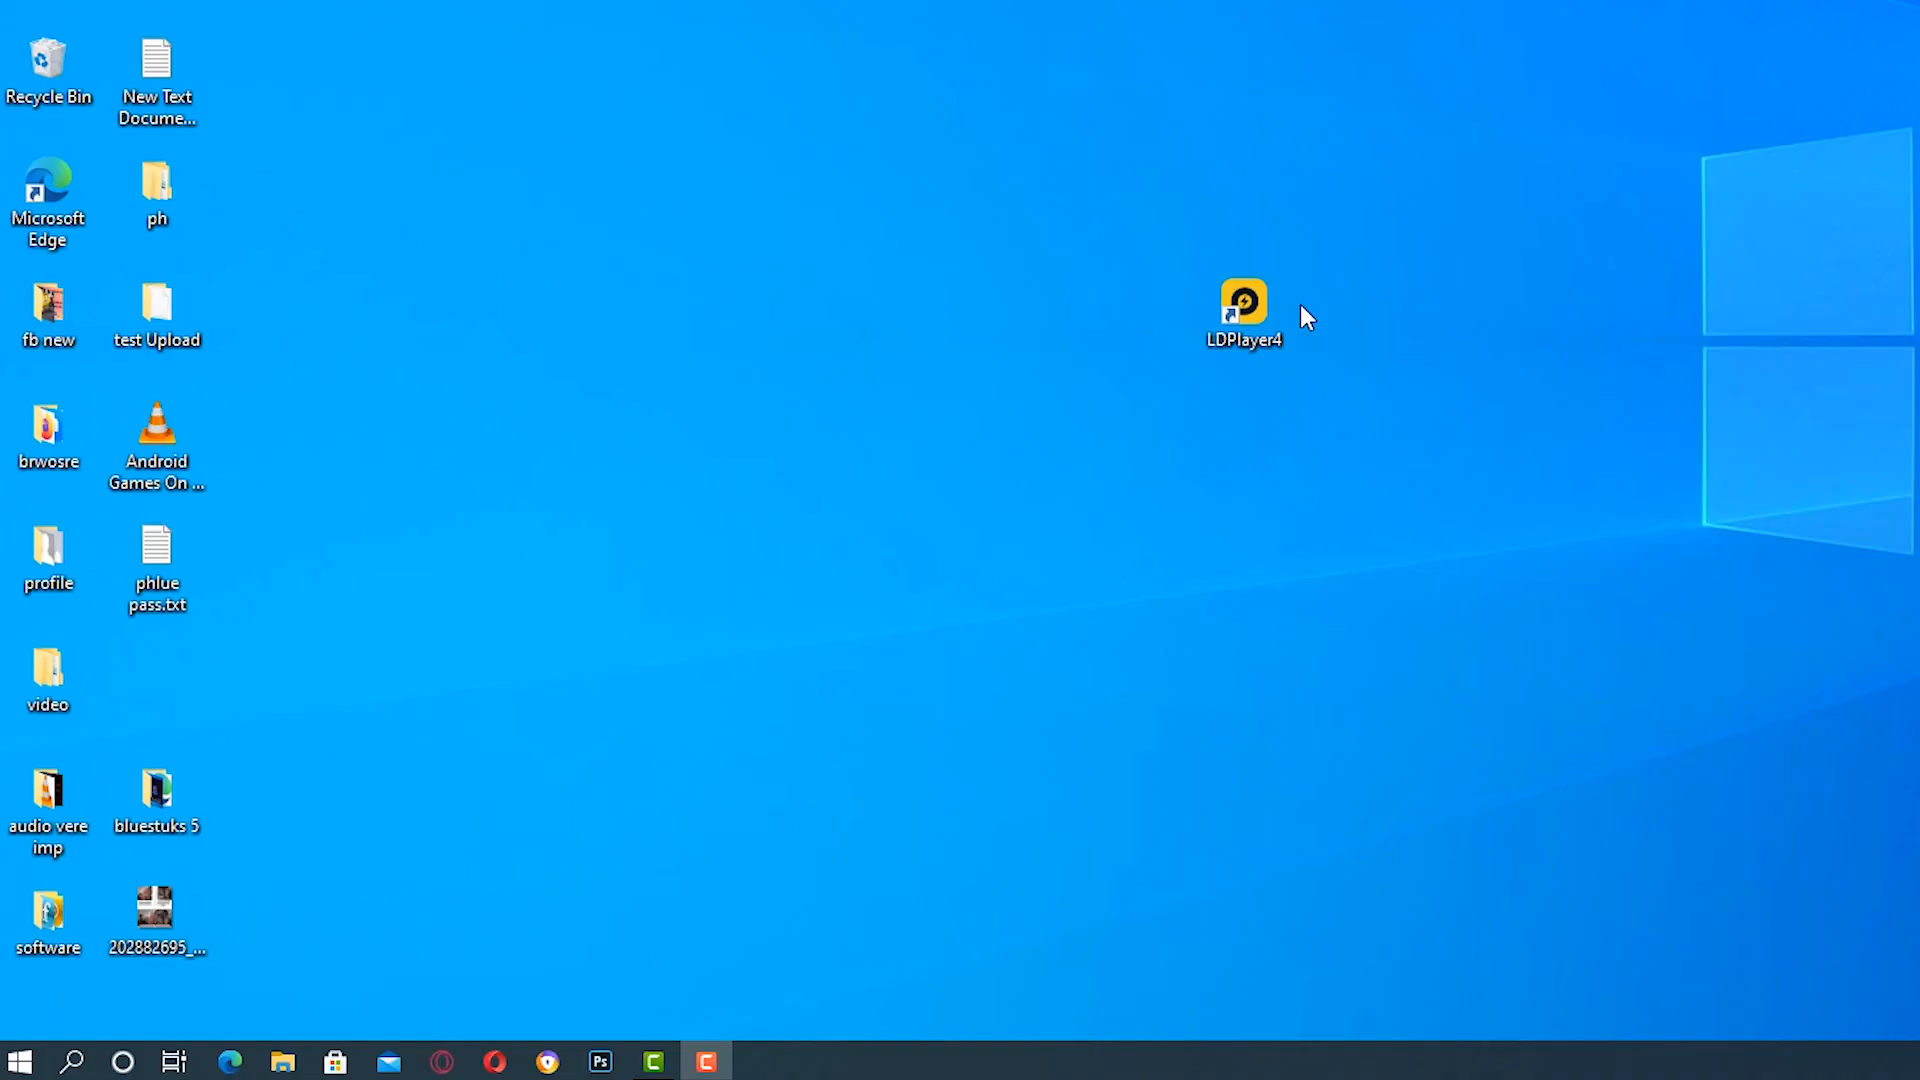 Recycle Bin
New Text
Docume...
Microsoft
Edge
ph
fb new
test Upload
LDPlayer4
brwosre
Android
Games On ...
profile
phlue
pass.txt
video
audio vere
imp
bluestuks 5
software
202882695_...
Ps